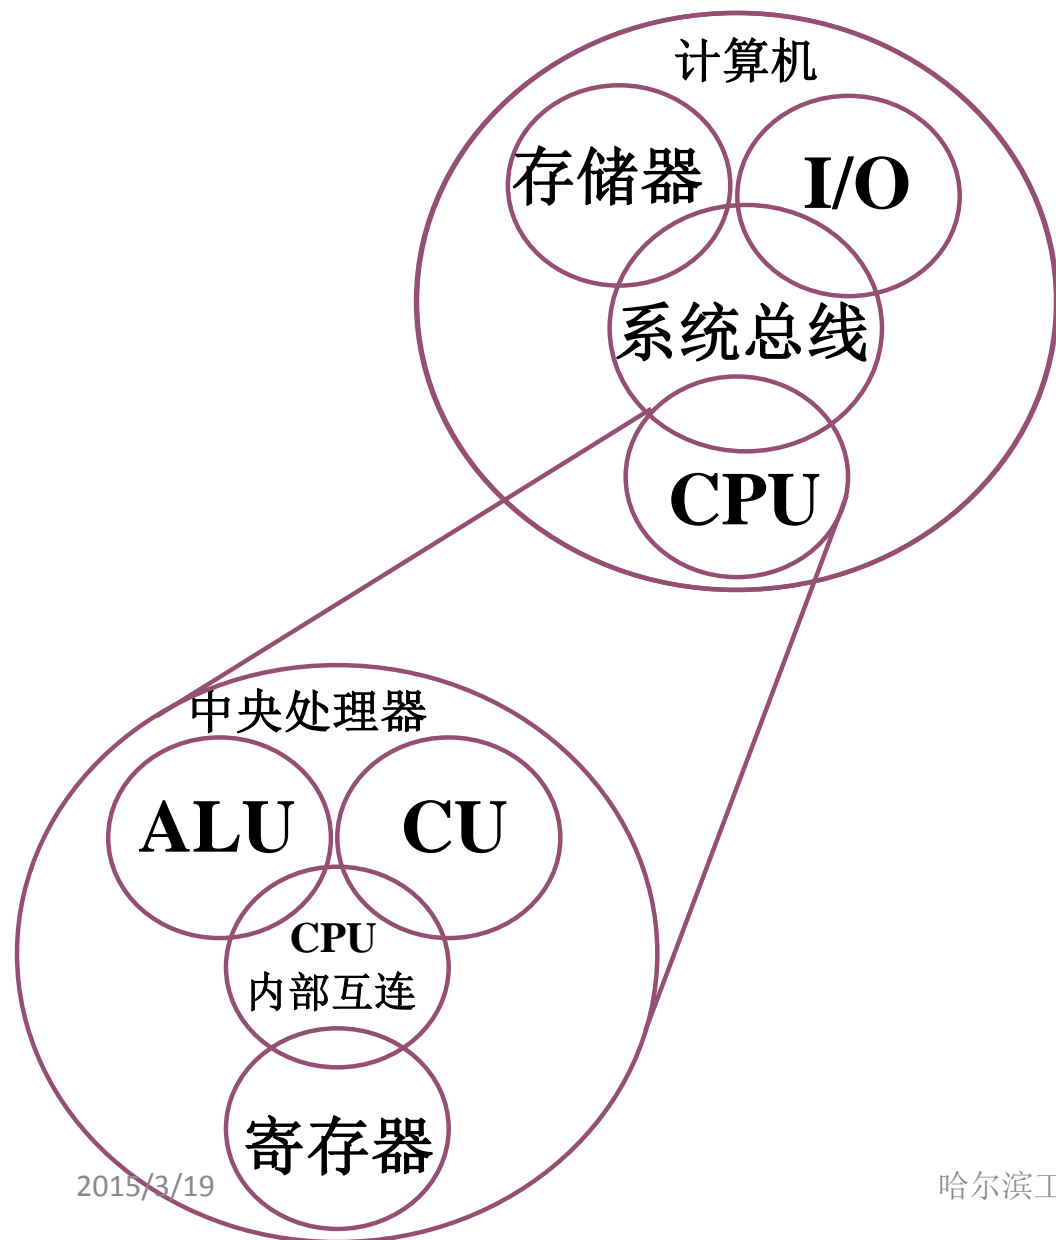 计算机
存储器
I/O
系统总线
CPU
中央处理器
ALU
CU
CPU
内部互连
寄存器
2015/3/19
哈尔滨工